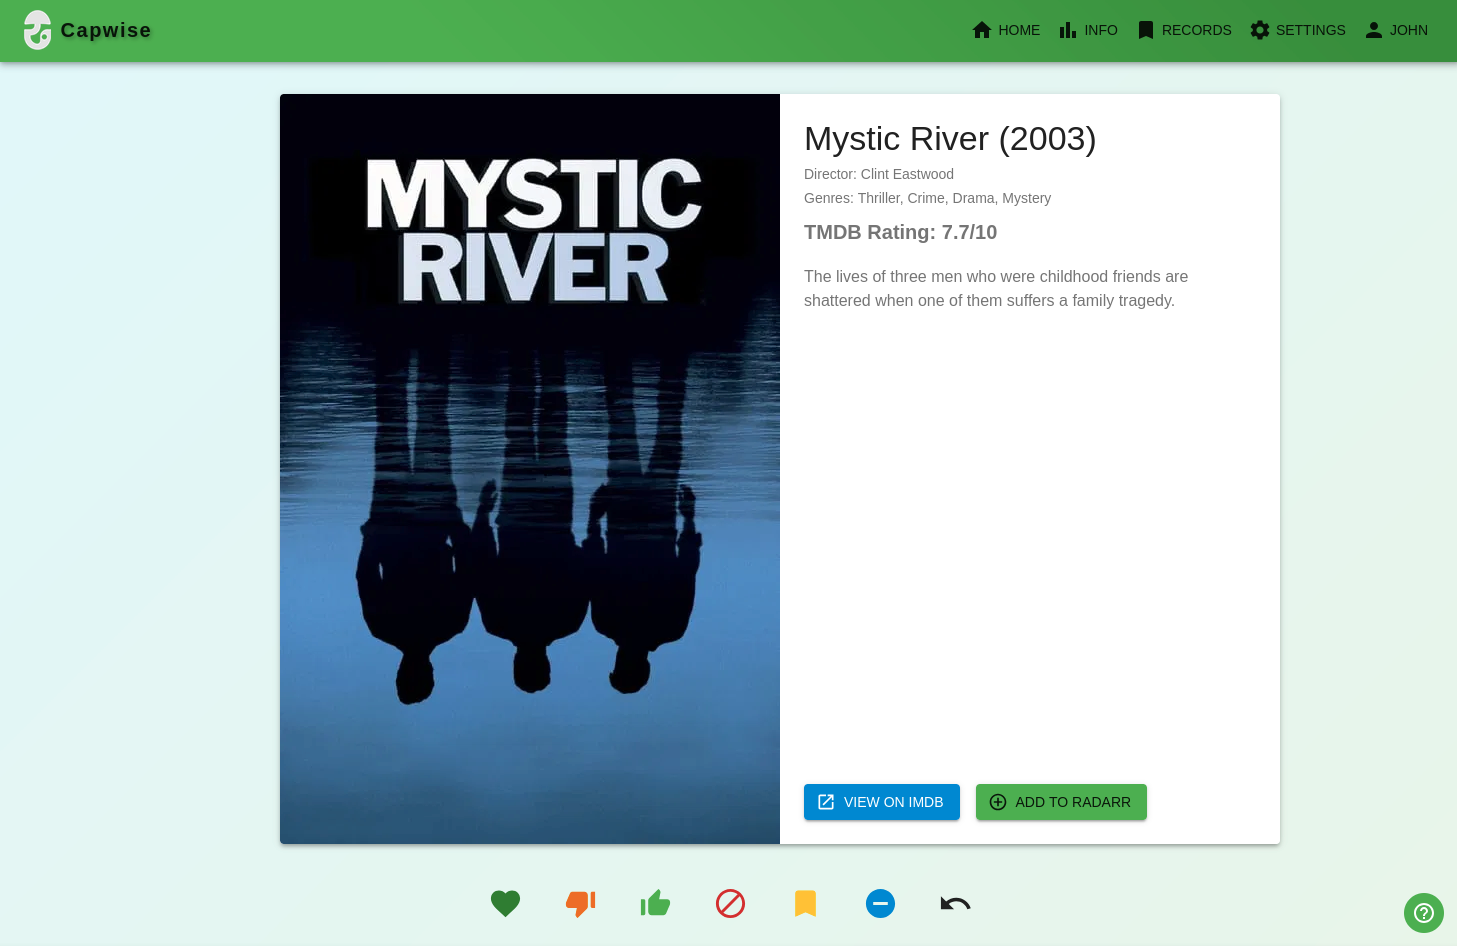 Capwise
HOME
INFO
RECORDS
SETTINGS
JOHN
MYSTIC
RIVER
Mystic River (2003)
Director: Clint Eastwood
Genres: Thriller, Crime, Drama, Mystery
TMDB Rating: 7.7/10
The lives of three men who were childhood friends are
shattered when one of them suffers a family tragedy.
VIEW ON IMDB
ADD TO RADARR